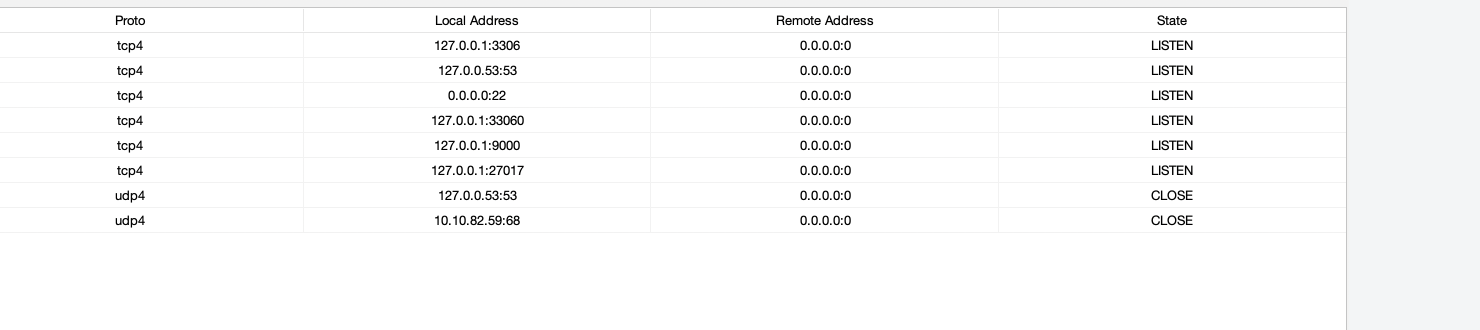 Proto Local Address Remote Address State
tcp4 127.0.0.1:3306 0.0.0.0:0 LISTEN
tcp4 127.0.0.53:53 0.0.0.0:0 LISTEN
tcp4 0.0.0.0:22 0.0.0.0:0 LISTEN
tcp4 127.0.0.1:33060 0.0.0.0:0 LISTEN
tcp4 127.0.0.1:9000 0.0.0.0:0 LISTEN
tcp4 127.0.0.1:27017 0.0.0.0:0 LISTEN
udp4 127.0.0.53:53 0.0.0.0:0 CLOSE
udp4 10.10.82.59:68 0.0.0.0:0 CLOSE